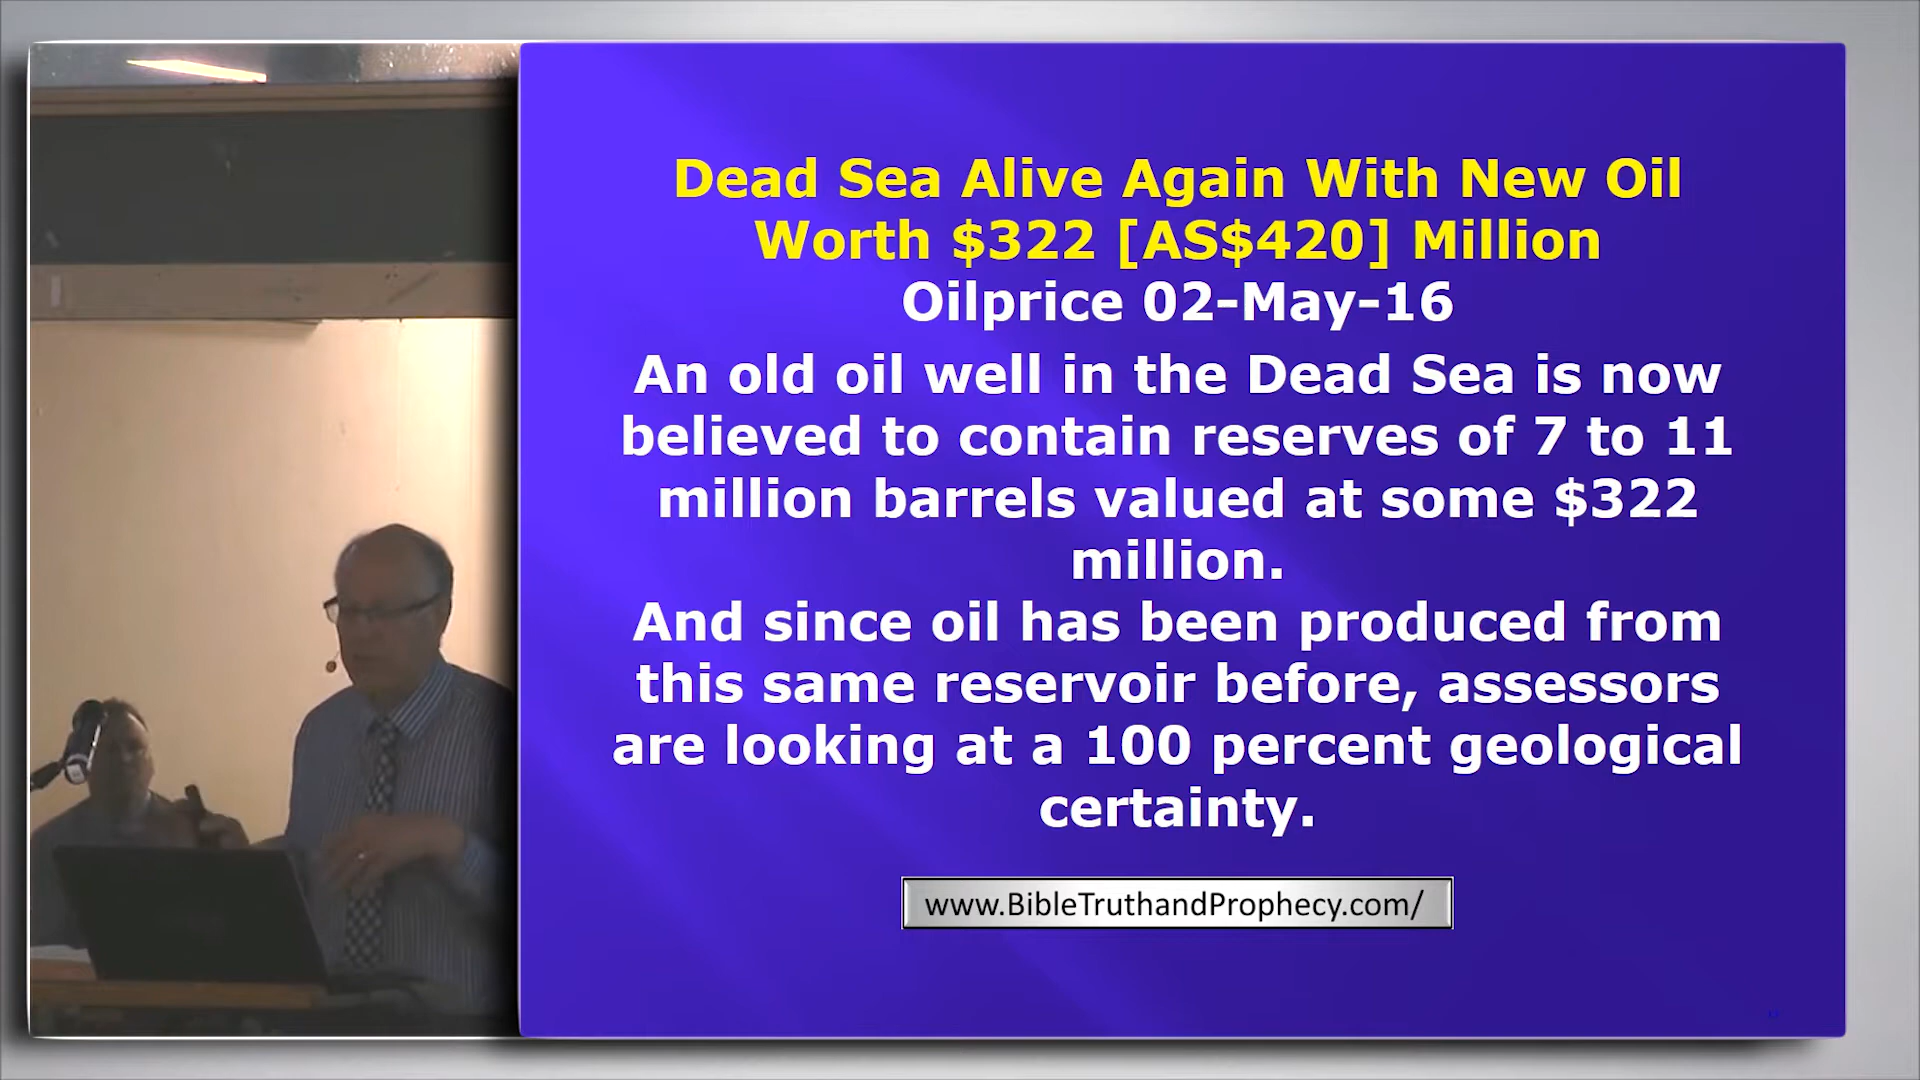 Dead Sea Alive Again With New Oil
Worth $322 [AS$420] Million
Oilprice 02-May-16
An old oil well in the Dead Sea is now
believed to contain reserves of 7 to 11
million barrels valued at some $322
million.
And since oil has been produced from
this same reservoir before, assessors
are looking at a 100 percent geological
certainty.
www.BibleTruthandProphecy.com/